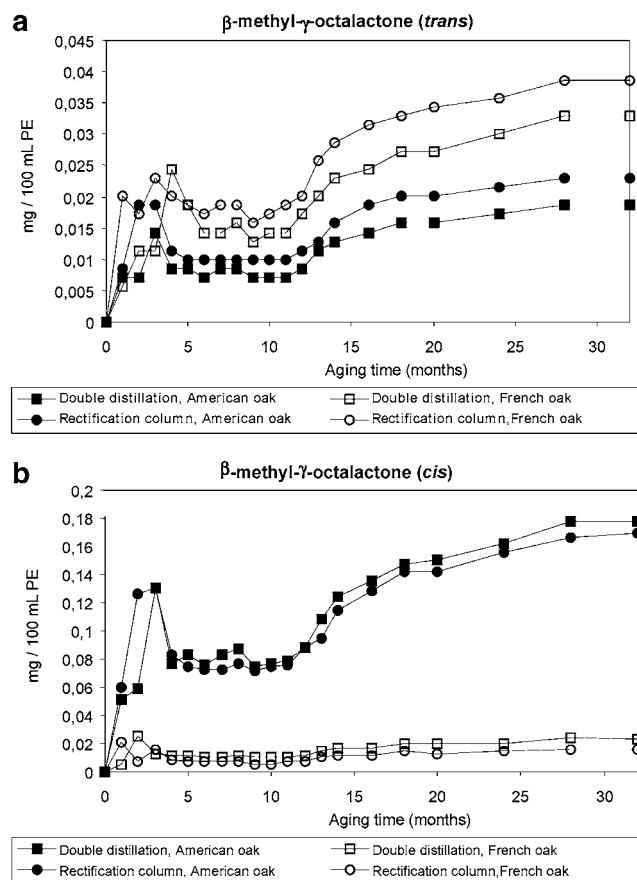 a
β-methyl-γ-octalactone (trans)
0,045
0,04
0,035
0,03
0,025
0,02
0,015
0,01
0,005
0
mg / 100 mL PE
0 5 10 15 20 25 30
Aging time (months)
Double distillation, American oak Double distillation, French oak
Rectification column, American oak Rectification column,French oak
b
β-methyl-γ-octalactone (cis)
0,2
0,18
0,16
0,14
0,12
0,1
0,08
0,06
0,04
0,02
0
mg / 100 mL PE
0 5 10 15 20 25 30
Aging time (months)
Double distillation, American oak Double distillation, French oak
Rectification column, American oak Rectification column,French oak